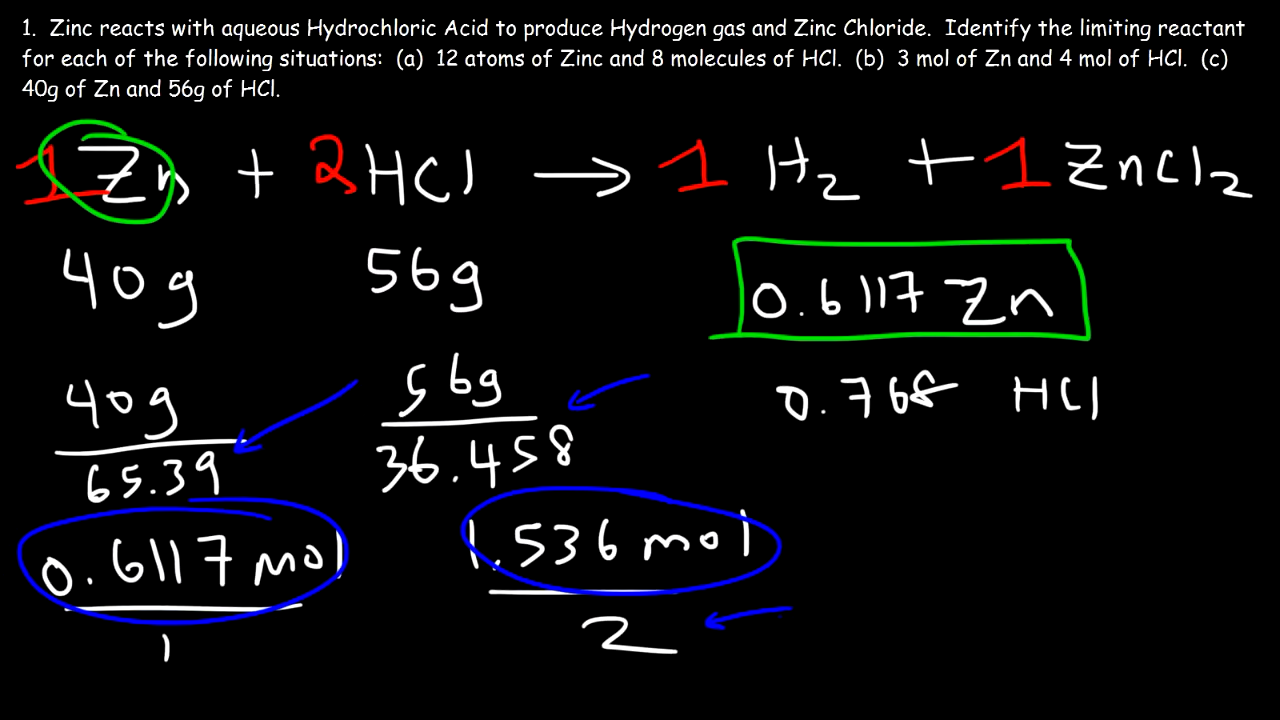 1. Zinc reacts with aqueous Hydrochloric Acid to produce Hydrogen gas and Zinc Chloride. Identify the limiting reactant
for each of the following situations: (a) 12 atoms of Zinc and 8 molecules of HCl. (b) 3 mol of Zn and 4 mol of HCl. (c)
40g of Zn and 56g of HCl.
1 Zn + 2 HCl → 1 H₂ + 1 ZnCl₂
40g 56g
0.6117 Zn
40g 56g
0.768 HCl
65.39 36.458
0.6117 mol 1.536 mol
1 2